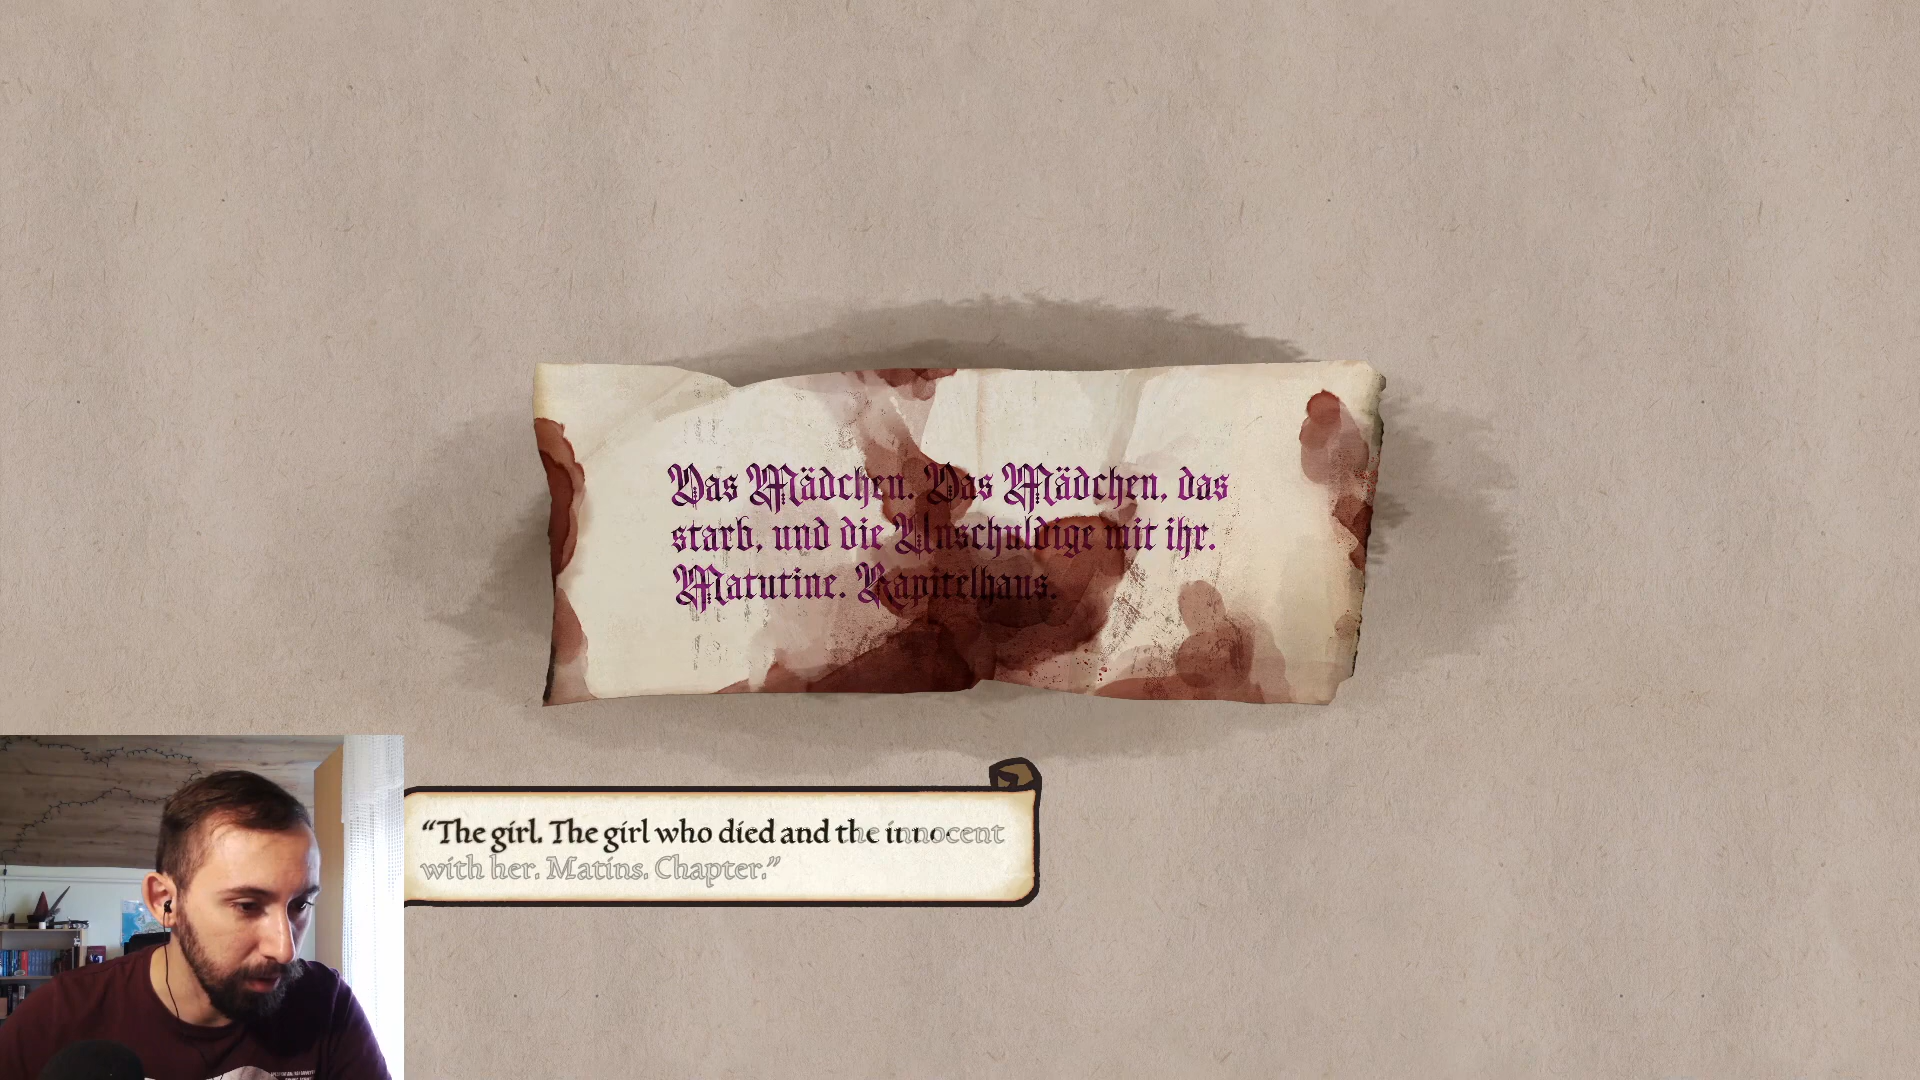 Das Mädchen. Das Mädchen, das
starb, und die Unschuldige mit ihr.
Matutine. Kapitelhaus.
“The girl. The girl who died and the innocent
with her. Matins. Chapter.”